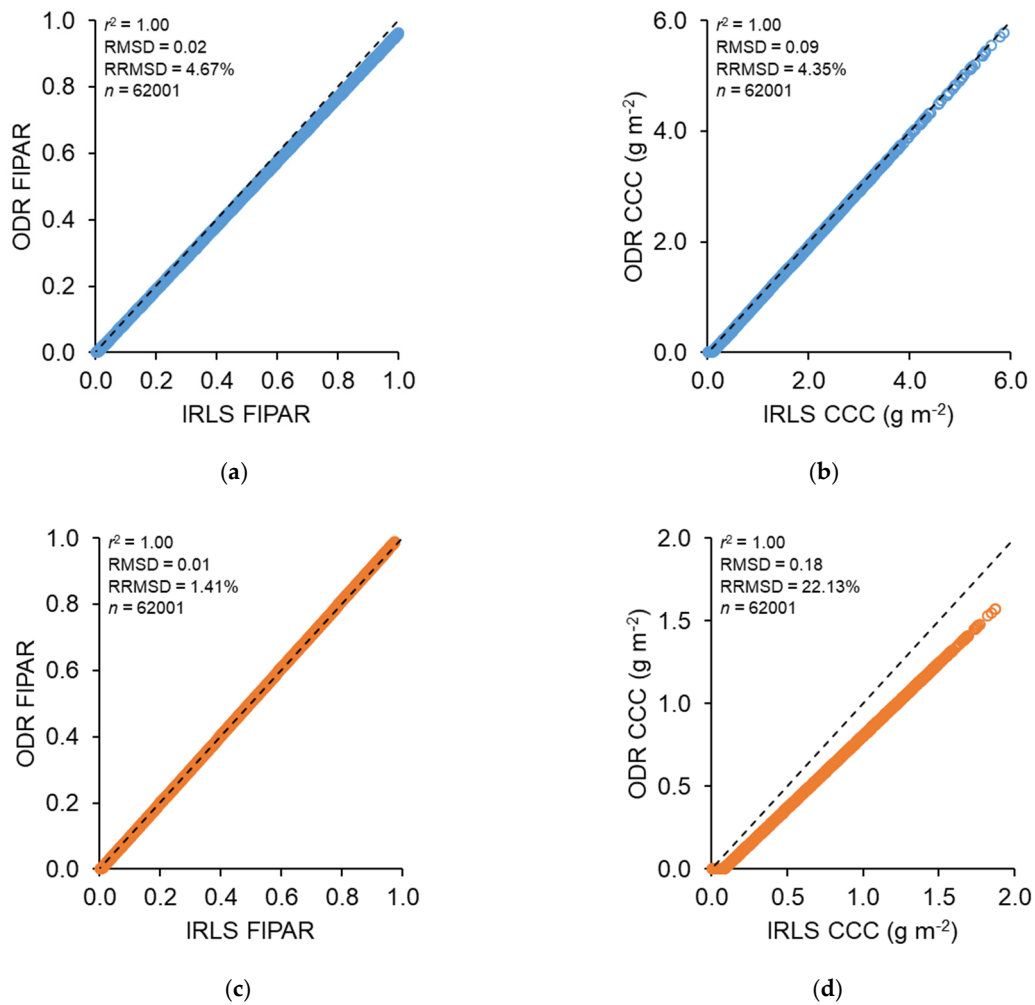 1.0
0.8
0.6
0.4
0.2
0.0
ODR FIPAR
r² = 1.00
RMSD = 0.02
RRMSD = 4.67%
n = 62001
0.0 0.2 0.4 0.6 0.8 1.0
IRLS FIPAR
(a)
6.0
4.0
2.0
0.0
ODR CCC (g m⁻²)
r² = 1.00
RMSD = 0.09
RRMSD = 4.35%
n = 62001
0.0 2.0 4.0 6.0
IRLS CCC (g m⁻²)
(b)
1.0
0.8
0.6
0.4
0.2
0.0
ODR FIPAR
r² = 1.00
RMSD = 0.01
RRMSD = 1.41%
n = 62001
0.0 0.2 0.4 0.6 0.8 1.0
IRLS FIPAR
(c)
2.0
1.5
1.0
0.5
0.0
ODR CCC (g m⁻²)
r² = 1.00
RMSD = 0.18
RRMSD = 22.13%
n = 62001
0.0 0.5 1.0 1.5 2.0
IRLS CCC (g m⁻²)
(d)